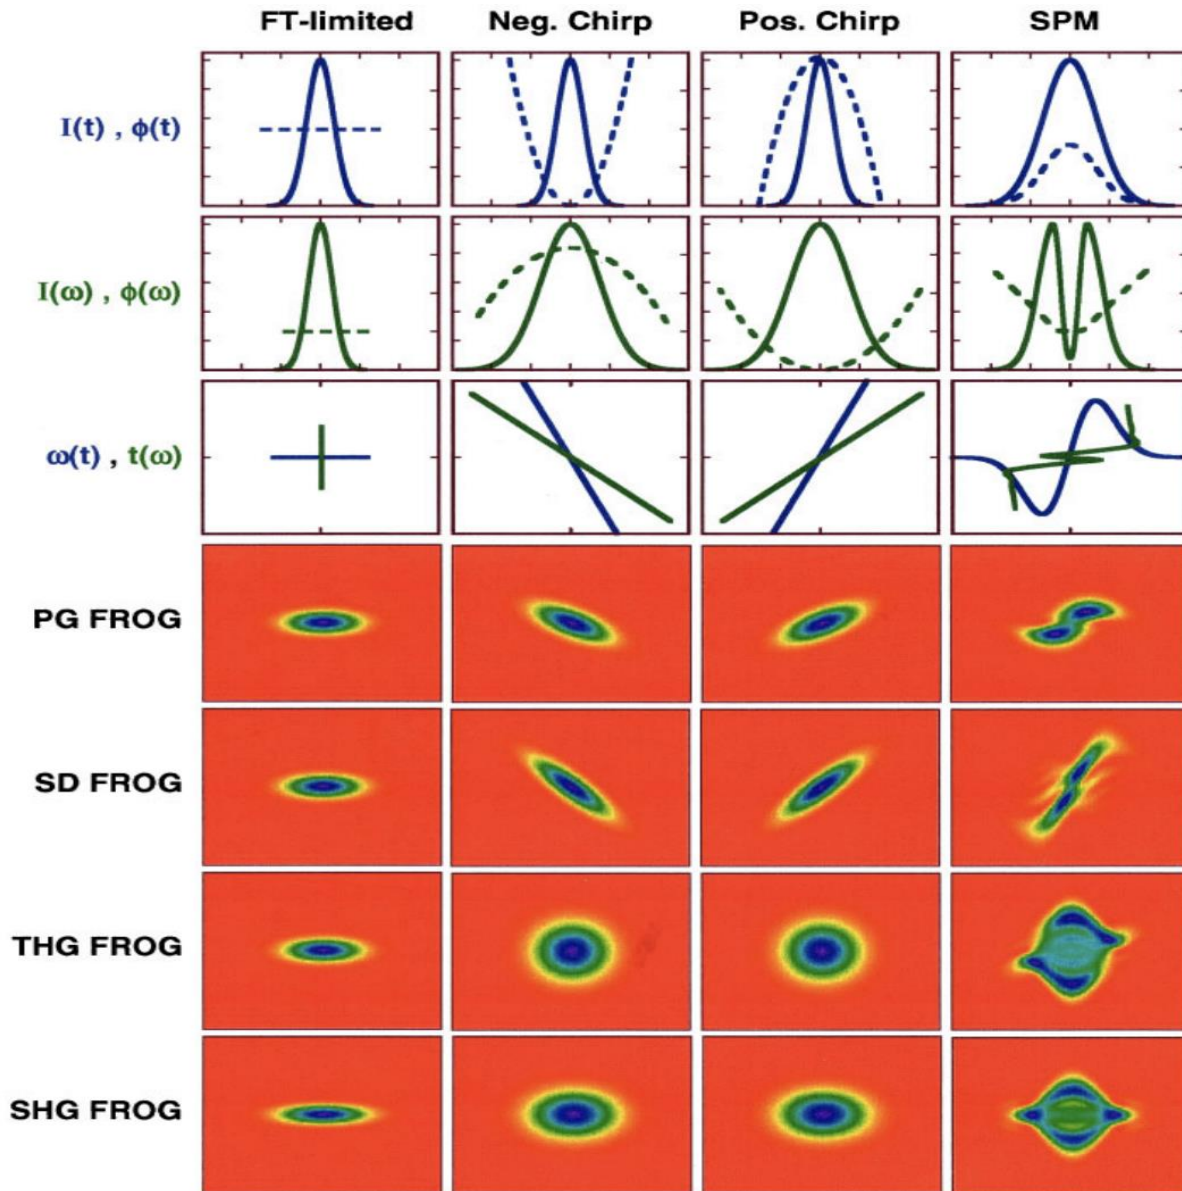 FT-limited Neg. Chirp Pos. Chirp SPM
I(t) , ϕ(t)
I(ω) , ϕ(ω)
ω(t) , t(ω)
PG FROG
SD FROG
THG FROG
SHG FROG